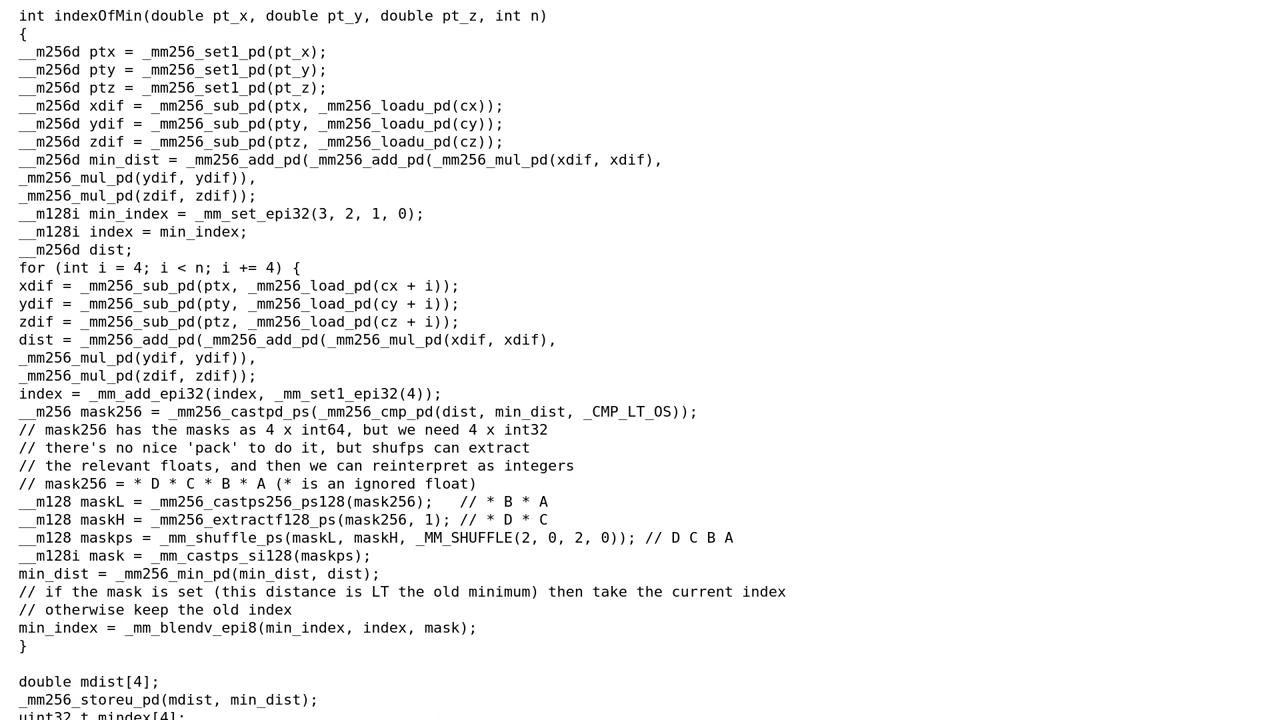 int indexOfMin(double pt_x, double pt_y, double pt_z, int n)
{
__m256d ptx = _mm256_set1_pd(pt_x);
__m256d pty = _mm256_set1_pd(pt_y);
__m256d ptz = _mm256_set1_pd(pt_z);
__m256d xdif = _mm256_sub_pd(ptx, _mm256_loadu_pd(cx));
__m256d ydif = _mm256_sub_pd(pty, _mm256_loadu_pd(cy));
__m256d zdif = _mm256_sub_pd(ptz, _mm256_loadu_pd(cz));
__m256d min_dist = _mm256_add_pd(_mm256_add_pd(_mm256_mul_pd(xdif, xdif),
_mm256_mul_pd(ydif, ydif)),
_mm256_mul_pd(zdif, zdif));
__m128i min_index = _mm_set_epi32(3, 2, 1, 0);
__m128i index = min_index;
__m256d dist;
for (int i = 4; i < n; i += 4) {
xdif = _mm256_sub_pd(ptx, _mm256_load_pd(cx + i));
ydif = _mm256_sub_pd(pty, _mm256_load_pd(cy + i));
zdif = _mm256_sub_pd(ptz, _mm256_load_pd(cz + i));
dist = _mm256_add_pd(_mm256_add_pd(_mm256_mul_pd(xdif, xdif),
_mm256_mul_pd(ydif, ydif)),
_mm256_mul_pd(zdif, zdif));
index = _mm_add_epi32(index, _mm_set1_epi32(4));
__m256 mask256 = _mm256_castpd_ps(_mm256_cmp_pd(dist, min_dist, _CMP_LT_OS));
// mask256 has the masks as 4 x int64, but we need 4 x int32
// there's no nice 'pack' to do it, but shufps can extract
// the relevant floats, and then we can reinterpret as integers
// mask256 = * D * C * B * A (* is an ignored float)
__m128 maskL = _mm256_castps256_ps128(mask256);   // * B * A
__m128 maskH = _mm256_extractf128_ps(mask256, 1); // * D * C
__m128 maskps = _mm_shuffle_ps(maskL, maskH, _MM_SHUFFLE(2, 0, 2, 0)); // D C B A
__m128i mask = _mm_castps_si128(maskps);
min_dist = _mm256_min_pd(min_dist, dist);
// if the mask is set (this distance is LT the old minimum) then take the current index
// otherwise keep the old index
min_index = _mm_blendv_epi8(min_index, index, mask);
}
double mdist[4];
_mm256_storeu_pd(mdist, min_dist);
uint32_t mindex[4];